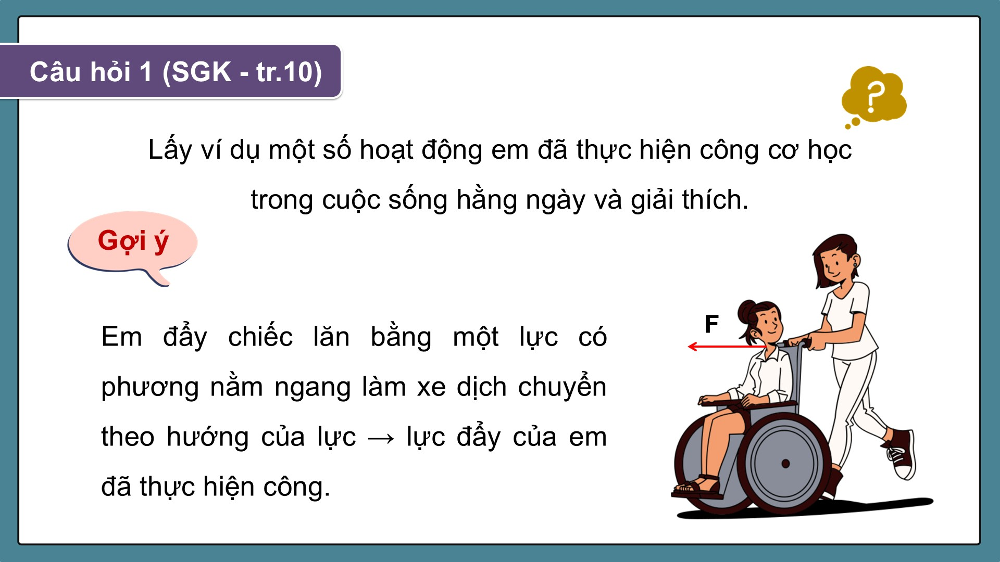 Câu hỏi 1 (SGK - tr.10)
?
Lấy ví dụ một số hoạt động em đã thực hiện công cơ học
trong cuộc sống hằng ngày và giải thích.
Gợi ý
Em đẩy chiếc lăn bằng một lực có
phương nằm ngang làm xe dịch chuyển
theo hướng của lực → lực đẩy của em
đã thực hiện công.
F